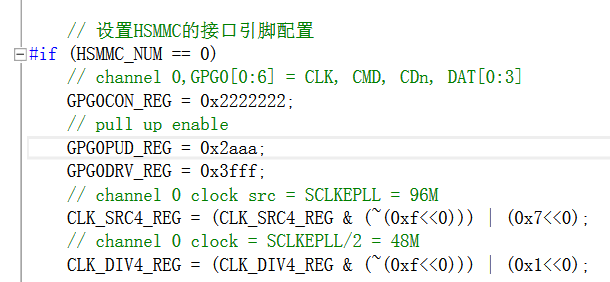 // 设置HSMMC的接口引脚配置
#if (HSMMC_NUM == 0)
// channel 0,GPG0[0:6] = CLK, CMD, CDn, DAT[0:3]
GPG0CON_REG = 0x2222222;
// pull up enable
GPG0PUD_REG = 0x2aaa;
GPG0DRV_REG = 0x3fff;
// channel 0 clock src = SCLKEPLL = 96M
CLK_SRC4_REG = (CLK_SRC4_REG & (~(0xf<<0))) | (0x7<<0);
// channel 0 clock = SCLKEPLL/2 = 48M
CLK_DIV4_REG = (CLK_DIV4_REG & (~(0xf<<0))) | (0x1<<0);